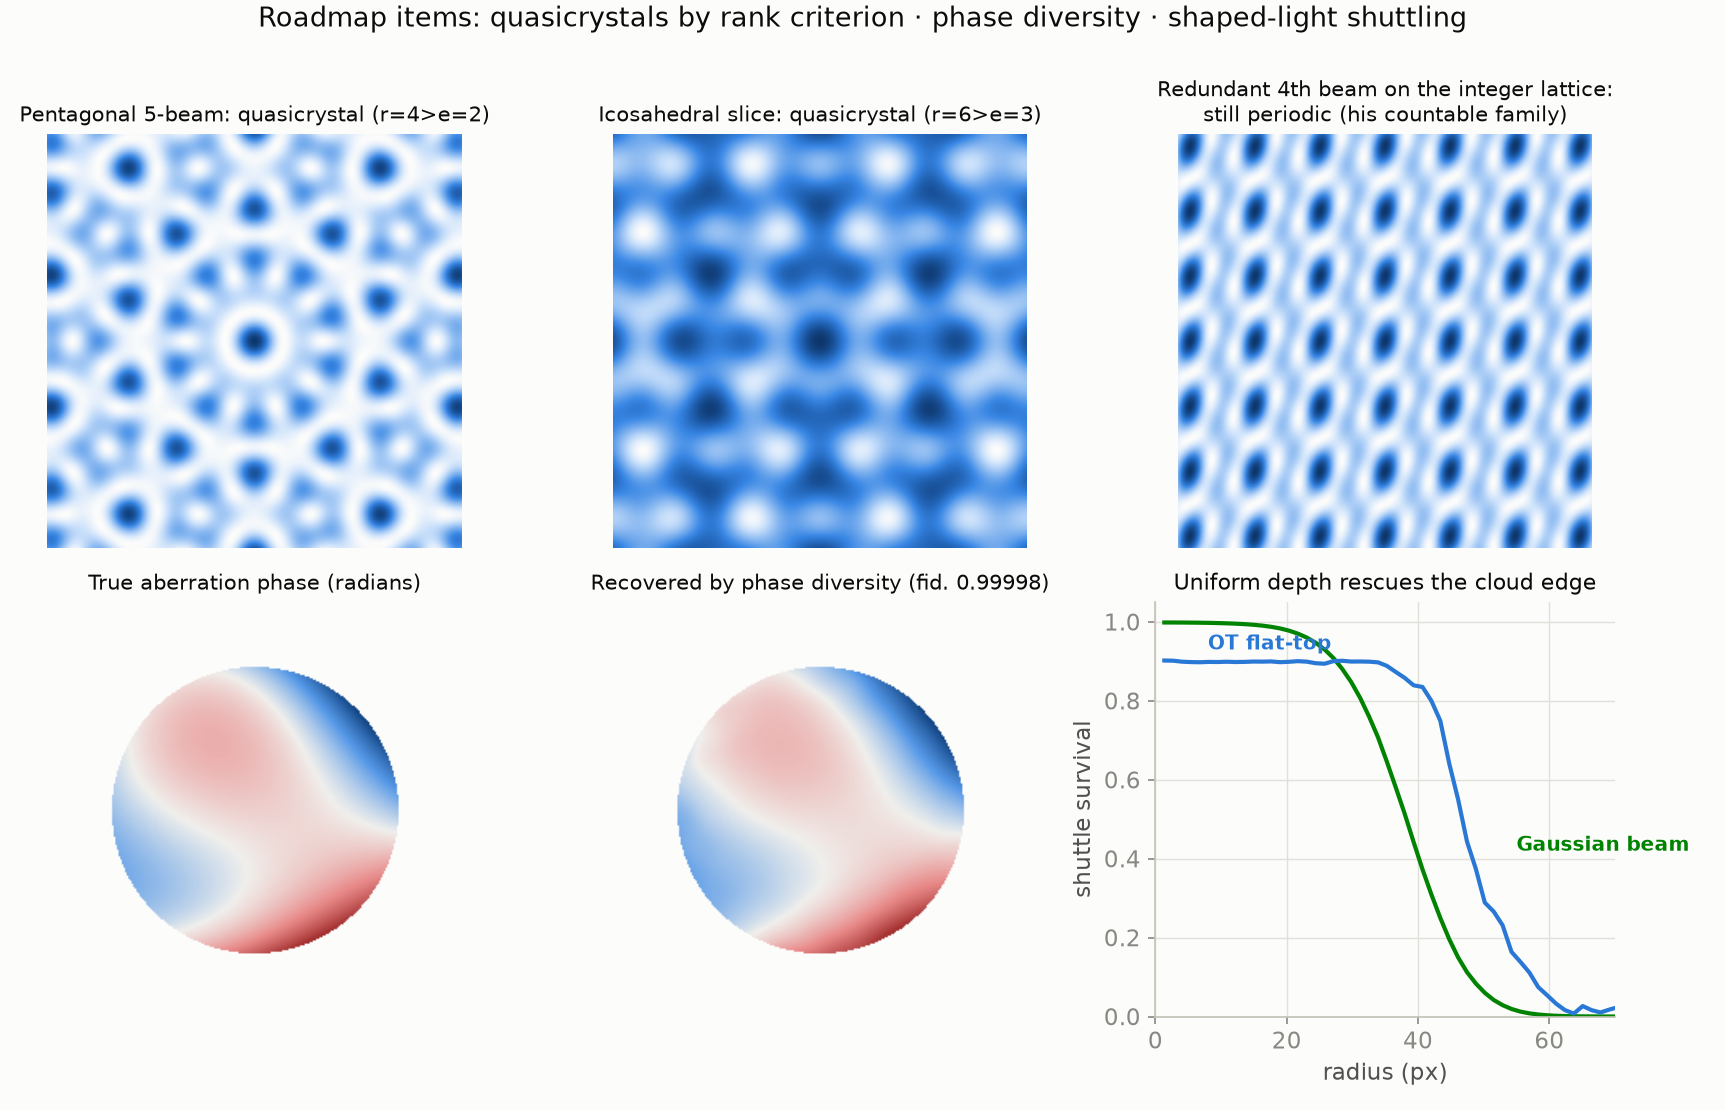 Roadmap items: quasicrystals by rank criterion · phase diversity · shaped-light shuttling
Pentagonal 5-beam: quasicrystal (r=4>e=2)
Icosahedral slice: quasicrystal (r=6>e=3)
Redundant 4th beam on the integer lattice:
still periodic (his countable family)
True aberration phase (radians)
Recovered by phase diversity (fid. 0.99998)
Uniform depth rescues the cloud edge
1.0
0.8
0.6
0.4
0.2
0.0
shuttle survival
OT flat-top
Gaussian beam
0
20
40
60
radius (px)